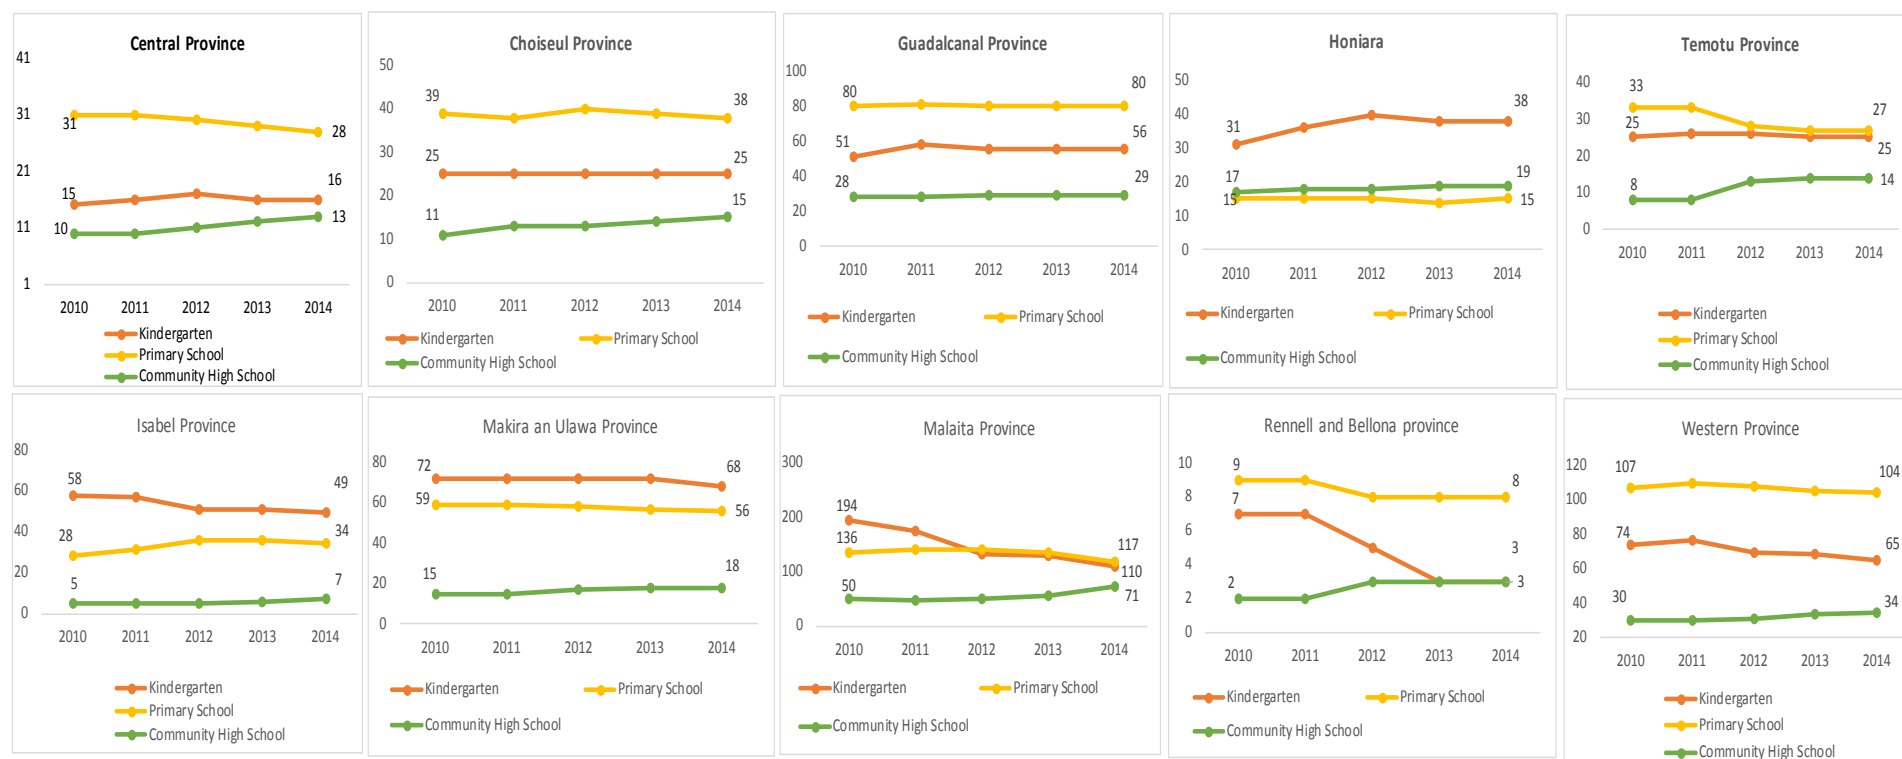 Central Province
41
31
31
28
21
15
16
11
10
13
1
2010 2011 2012 2013 2014
Kindergarten
Primary School
Community High School
Choiseul Province
50
39
38
40
30
25
25
20
15
11
10
0
2010 2011 2012 2013 2014
Kindergarten Primary School
Community High School
Guadalcanal Province
100
80
80
80
60
51
56
40
28
29
20
0
2010 2011 2012 2013 2014
Kindergarten Primary School
Community High School
Honiara
50
38
40
31
30
20
17
19
15
15
10
0
2010 2011 2012 2013 2014
Kindergarten Primary School
Community High School
Temotu Province
40
33
27
30
25
25
20
8
14
10
0
2010 2011 2012 2013 2014
Kindergarten
Primary School
Community High School
Isabel Province
80
58
49
60
40
28
34
20
5
7
0
2010 2011 2012 2013 2014
Kindergarten
Primary School
Community High School
Makira an Ulawa Province
80
72
68
60
59
56
40
20
15
18
0
2010 2011 2012 2013 2014
Kindergarten Primary School
Community High School
Malaita Province
300
200
194
136
117
110
100
50
71
0
2010 2011 2012 2013 2014
Kindergarten Primary School
Community High School
Rennell and Bellona province
10
9
8
8
7
6
4
3
2
3
2
0
2010 2011 2012 2013 2014
Kindergarten Primary School
Community High School
Western Province
120
107
104
100
80
74
65
60
40
30
34
20
2010 2011 2012 2013 2014
Kindergarten
Primary School
Community High School